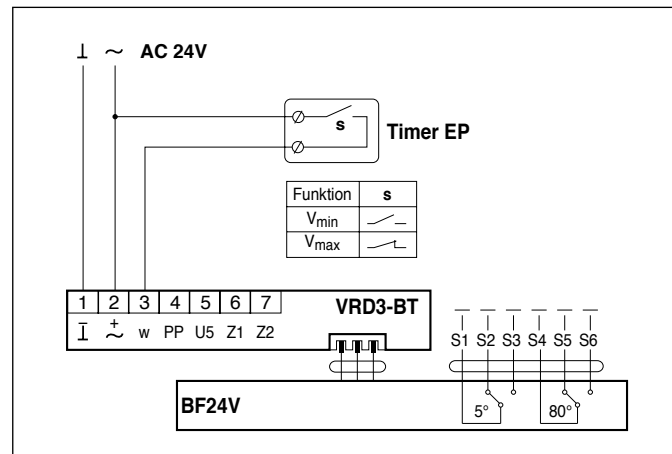 ⊥ ~ AC 24V
s
Timer EP
Funktion s
Vmin
Vmax
1 2 3 4 5 6 7
VRD3-BT
⊥ ~ + w PP U5 Z1 Z2
S1 S2 S3 S4 S5 S6
BF24V
5° 80°